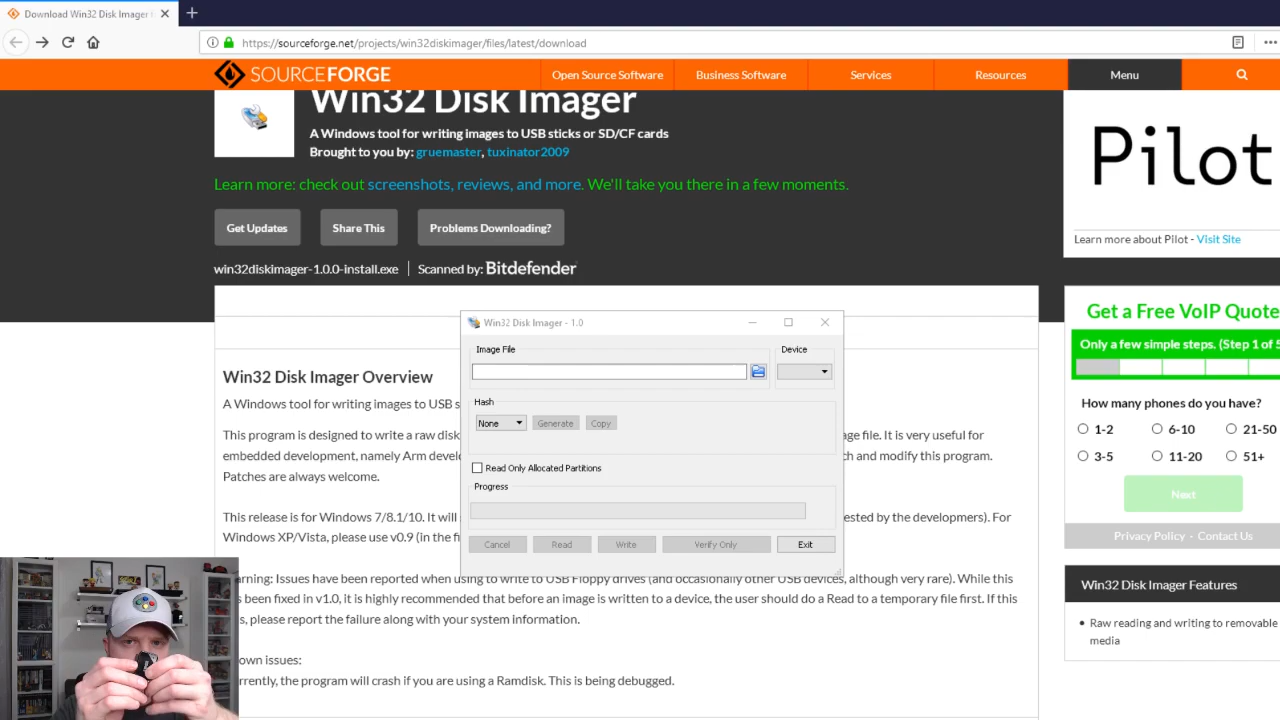 Download Win32 Disk Imager
https://sourceforge.net/projects/win32diskimager/files/latest/download
SOURCEFORGE
Open Source Software
Business Software
Services
Resources
Menu
Win32 Disk Imager
A Windows tool for writing images to USB sticks or SD/CF cards
Brought to you by: gruemaster, tuxinator2009
Learn more: check out screenshots, reviews, and more. We'll take you there in a few moments.
Get Updates
Share This
Problems Downloading?
win32diskimager-1.0.0-install.exe
Scanned by: Bitdefender
Pilot
Learn more about Pilot - Visit Site
Get a Free VoIP Quote
Only a few simple steps. (Step 1 of 5
How many phones do you have?
1-2
6-10
21-50
3-5
11-20
51+
Next
Privacy Policy · Contact Us
Win32 Disk Imager Features
• Raw reading and writing to removable
media
Win32 Disk Imager - 1.0
Image File
Device
Hash
None
Generate
Copy
Read Only Allocated Partitions
Progress
Cancel
Read
Write
Verify Only
Exit
Win32 Disk Imager Overview
A Windows tool for writing images to USB s
This program is designed to write a raw disk
age file. It is very useful for
embedded development, namely Arm develo
ch and modify this program.
Patches are always welcome.
This release is for Windows 7/8.1/10. It will
ested by the developers). For
Windows XP/Vista, please use v0.9 (in the fi
arning: Issues have been reported when using to write to USB Floppy drives (and occasionally other USB devices, although very rare). While this
s been fixed in v1.0, it is highly recommended that before an image is written to a device, the user should do a Read to a temporary file first. If this
s, please report the failure along with your system information.
own issues:
rrently, the program will crash if you are using a Ramdisk. This is being debugged.